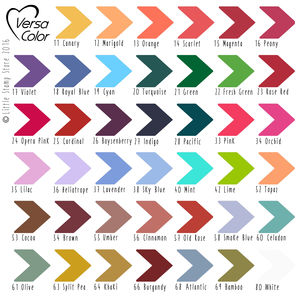 Versa
Color
11 Canary
12 Marigold
13 Orange
14 Scarlet
15 Magenta
16 Peony
17 Violet
18 Royal Blue
19 Cyan
20 Turquoise
21 Green
22 Fresh Green
23 Rose Red
24 Opera Pink
25 Cardinal
26 Boysenberry
29 Indigo
28 Pacific
33 Pink
34 Orchid
35 Lilac
36 Heliotrope
37 Lavender
38 Sky Blue
40 Mint
42 Lime
52 Topaz
53 Cocoa
54 Brown
55 Umber
56 Cinnamon
57 Old Rose
58 Smoke Blue
60 Celadon
61 Olive
63 Split Pea
64 Khaki
66 Burgundy
68 Atlantic
69 Bamboo
80 White
© Little Stamp Store 2016